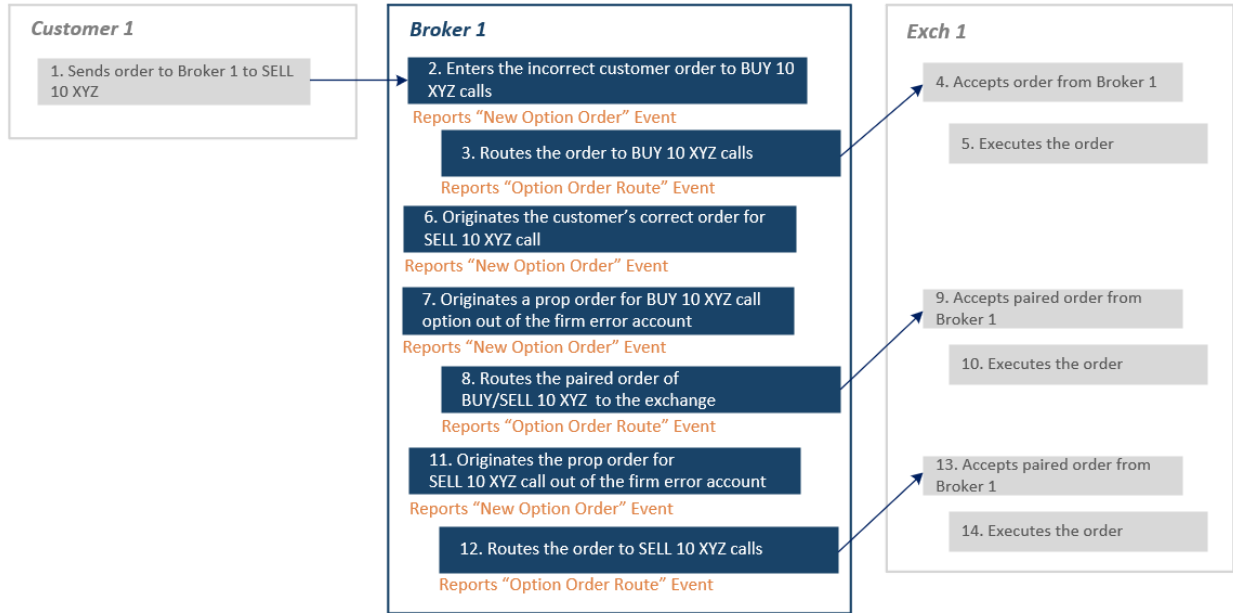 Customer 1
1. Sends order to Broker 1 to SELL
10 XYZ
Broker 1
2. Enters the incorrect customer order to BUY 10
XYZ calls
Reports “New Option Order” Event
3. Routes the order to BUY 10 XYZ calls
Reports “Option Order Route” Event
6. Originates the customer’s correct order for
SELL 10 XYZ call
Reports “New Option Order” Event
7. Originates a prop order for BUY 10 XYZ call
option out of the firm error account
Reports “New Option Order” Event
8. Routes the paired order of
BUY/SELL 10 XYZ to the exchange
Reports “Option Order Route” Event
11. Originates the prop order for
SELL 10 XYZ call out of the firm error account
Reports “New Option Order” Event
12. Routes the order to SELL 10 XYZ calls
Reports “Option Order Route” Event
Exch 1
4. Accepts order from Broker 1
5. Executes the order
9. Accepts paired order from
Broker 1
10. Executes the order
13. Accepts paired order from
Broker 1
14. Executes the order